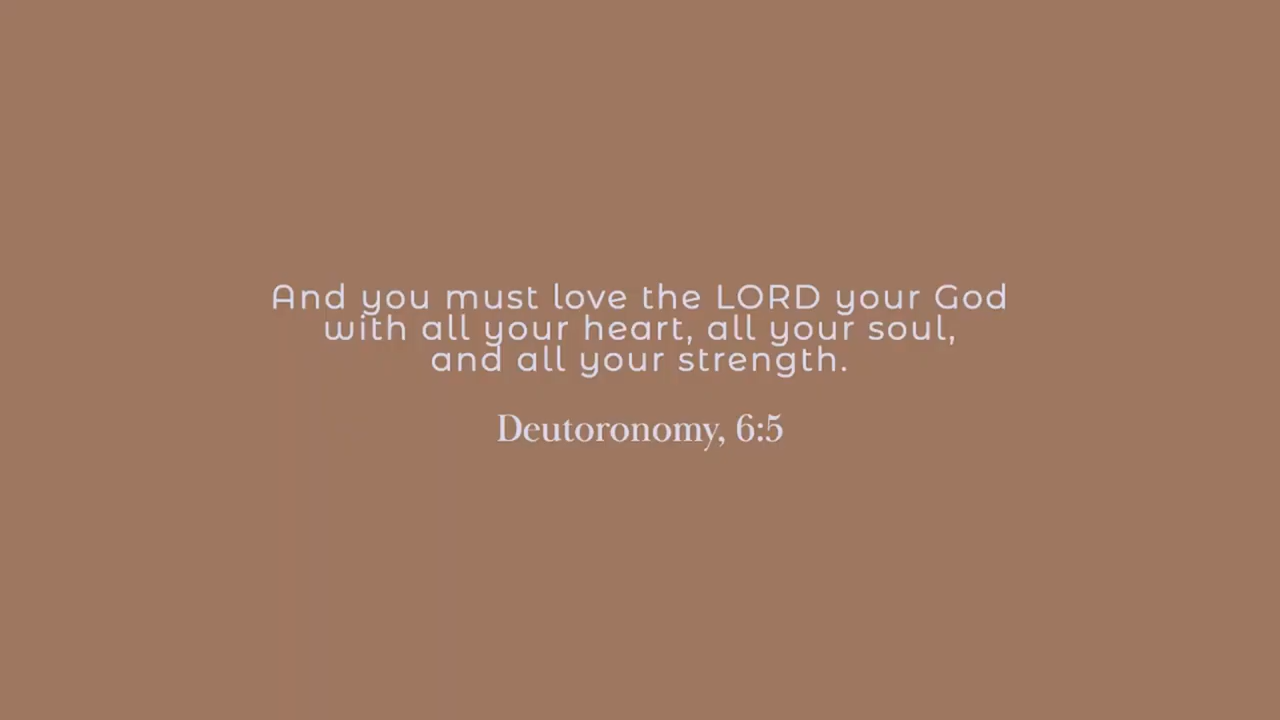 And you must love the LORD your God
with all your heart, all your soul,
and all your strength.
Deutoronomy, 6:5